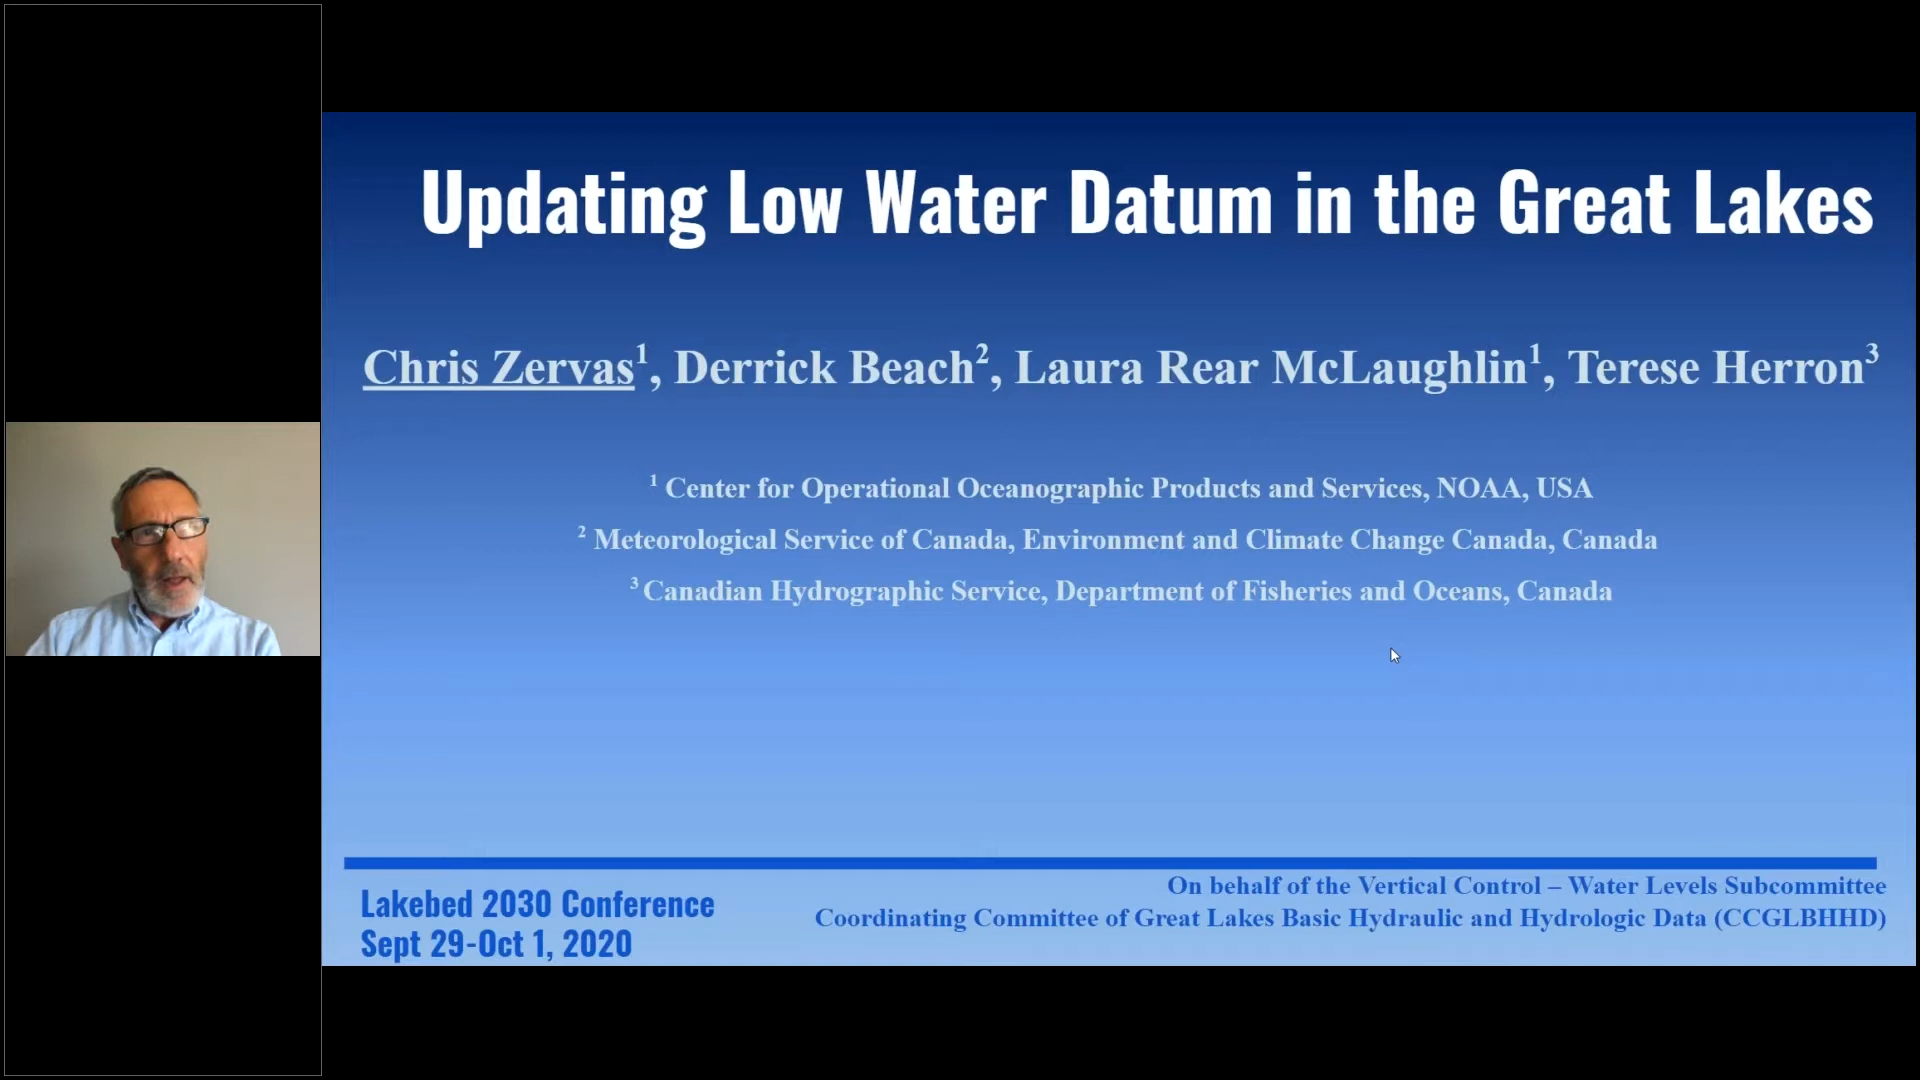 Updating Low Water Datum in the Great Lakes
Chris Zervas¹, Derrick Beach², Laura Rear McLaughlin¹, Terese Herron³
¹ Center for Operational Oceanographic Products and Services, NOAA, USA
² Meteorological Service of Canada, Environment and Climate Change Canada, Canada
³ Canadian Hydrographic Service, Department of Fisheries and Oceans, Canada
Lakebed 2030 Conference
Sept 29-Oct 1, 2020
On behalf of the Vertical Control – Water Levels Subcommittee
Coordinating Committee of Great Lakes Basic Hydraulic and Hydrologic Data (CCGLBHHD)